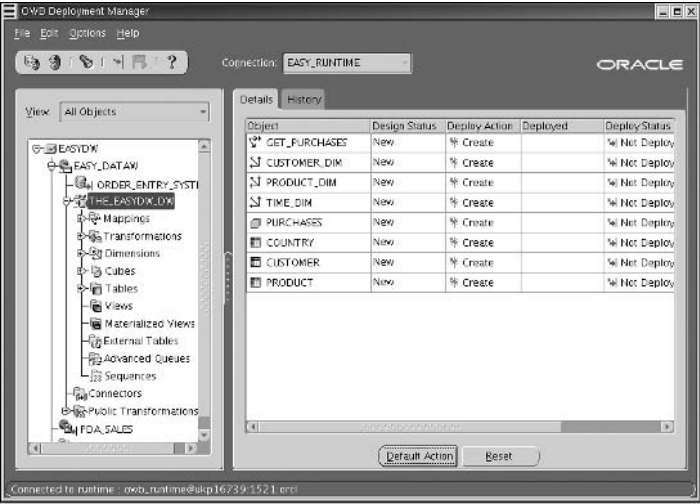 OWB Deployment Manager
File Edit Options Help
Connection: EASY_RUNTIME
ORACLE
View: All Objects
EASYDW
EASY_DATAW
ORDER_ENTRY_SYSTI
THE_EASYDW_DW
Mappings
Transformations
Dimensions
Cubes
Tables
Views
Materialized Views
External Tables
Advanced Queues
Sequences
Connectors
Public Transformations
PDA_SALES
Details History
Object Design Status Deploy Action Deployed Deploy Status
GET_PURCHASES New Create Not Deploy
CUSTOMER_DIM New Create Not Deploy
PRODUCT_DIM New Create Not Deploy
TIME_DIM New Create Not Deploy
PURCHASES New Create Not Deploy
COUNTRY New Create Not Deploy
CUSTOMER New Create Not Deploy
PRODUCT New Create Not Deploy
Default Action Reset
Connected to runtime : owb_runtime@ukp16739:1521:orcl